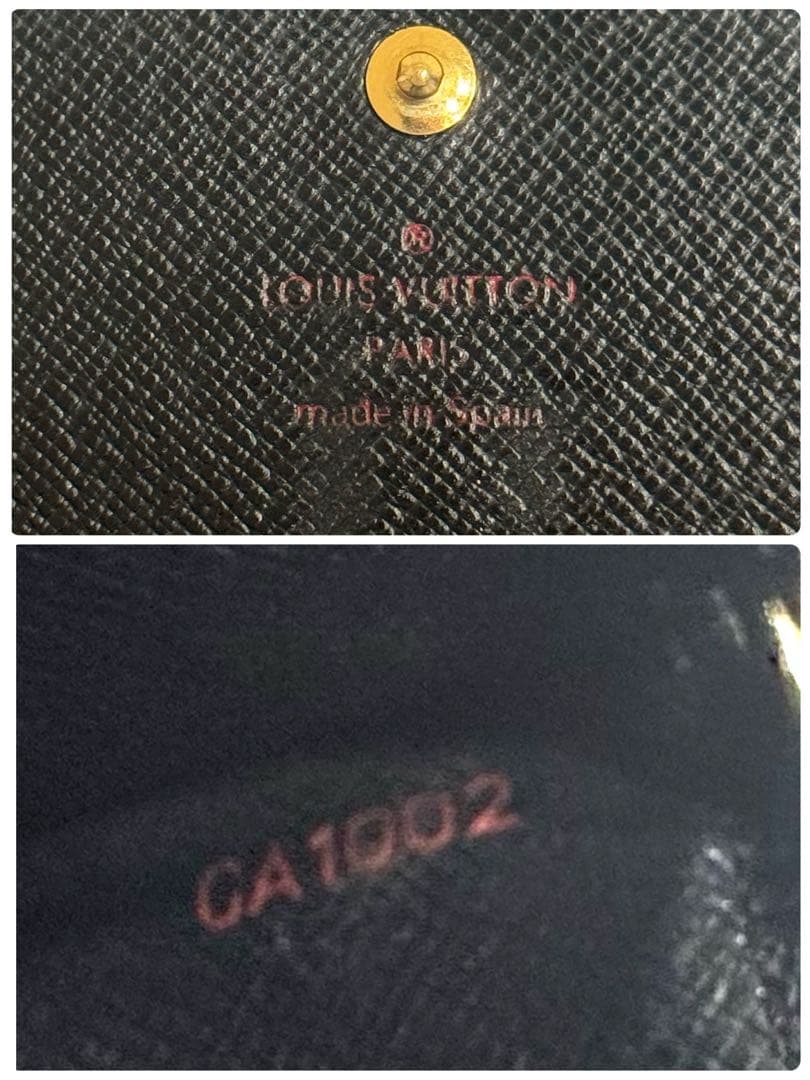 ®
LOUIS VUITTON
PARIS
made in Spain
CA1002